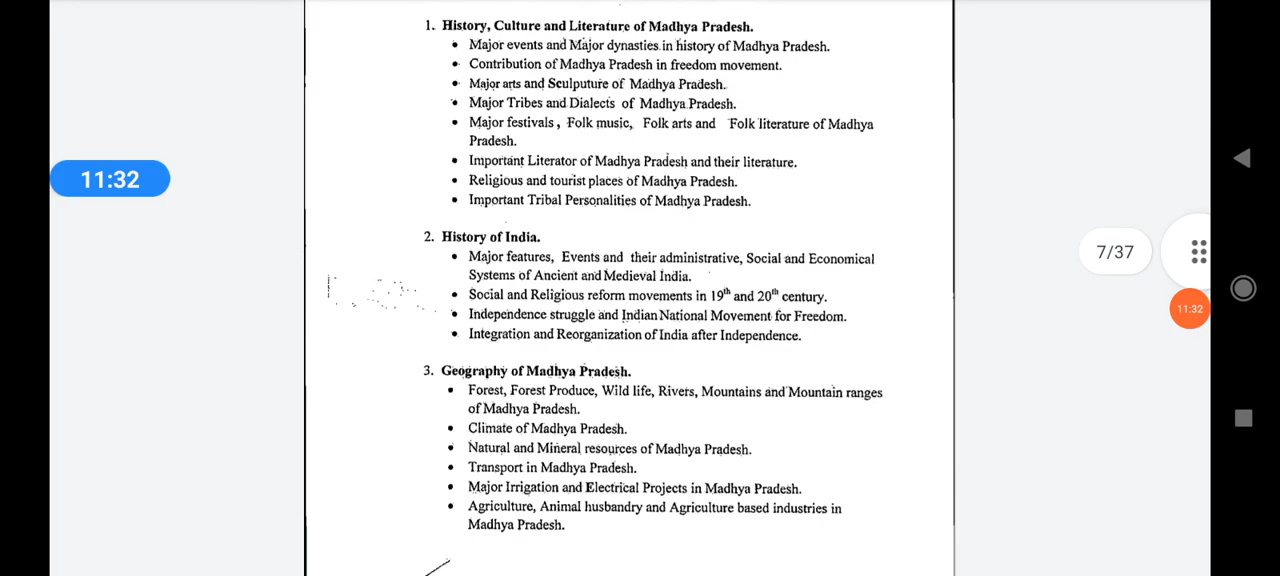 1. History, Culture and Literature of Madhya Pradesh.
• Major events and Major dynasties in history of Madhya Pradesh.
• Contribution of Madhya Pradesh in freedom movement.
• Major arts and Sculputure of Madhya Pradesh.
• Major Tribes and Dialects of Madhya Pradesh.
• Major festivals, Folk music, Folk arts and Folk literature of Madhya
Pradesh.
• Important Literator of Madhya Pradesh and their literature.
• Religious and tourist places of Madhya Pradesh.
• Important Tribal Personalities of Madhya Pradesh.
11:32
2. History of India.
• Major features, Events and their administrative, Social and Economical
Systems of Ancient and Medieval India.
• Social and Religious reform movements in 19th and 20th century.
• Independence struggle and Indian National Movement for Freedom.
• Integration and Reorganization of India after Independence.
7/37
11:32
3. Geography of Madhya Pradesh.
• Forest, Forest Produce, Wild life, Rivers, Mountains and Mountain ranges
of Madhya Pradesh.
• Climate of Madhya Pradesh.
• Natural and Mineral resources of Madhya Pradesh.
• Transport in Madhya Pradesh.
• Major Irrigation and Electrical Projects in Madhya Pradesh.
• Agriculture, Animal husbandry and Agriculture based industries in
Madhya Pradesh.